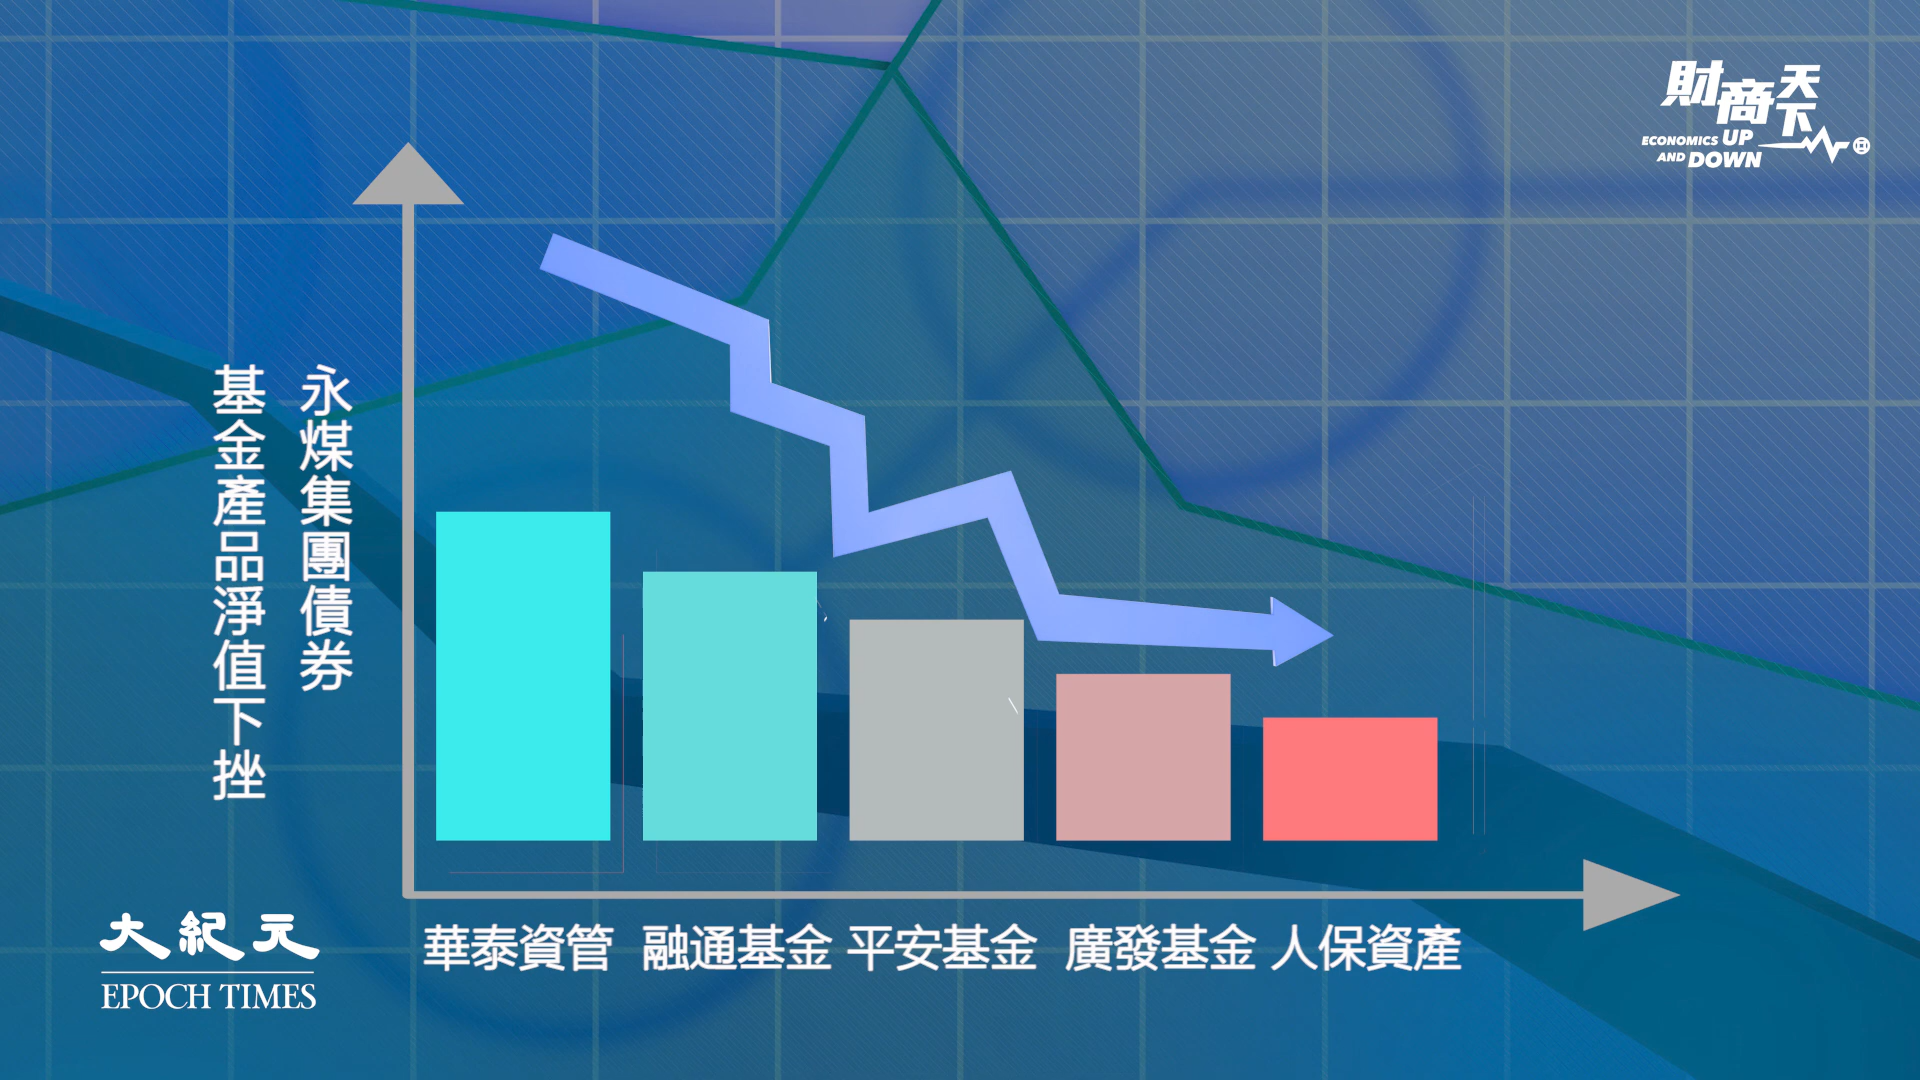 財商天下
ECONOMICS UP
AND DOWN
永煤集團債券
基金產品淨值下挫
華泰資管 融通基金 平安基金 廣發基金 人保資產
大紀元
EPOCH TIMES